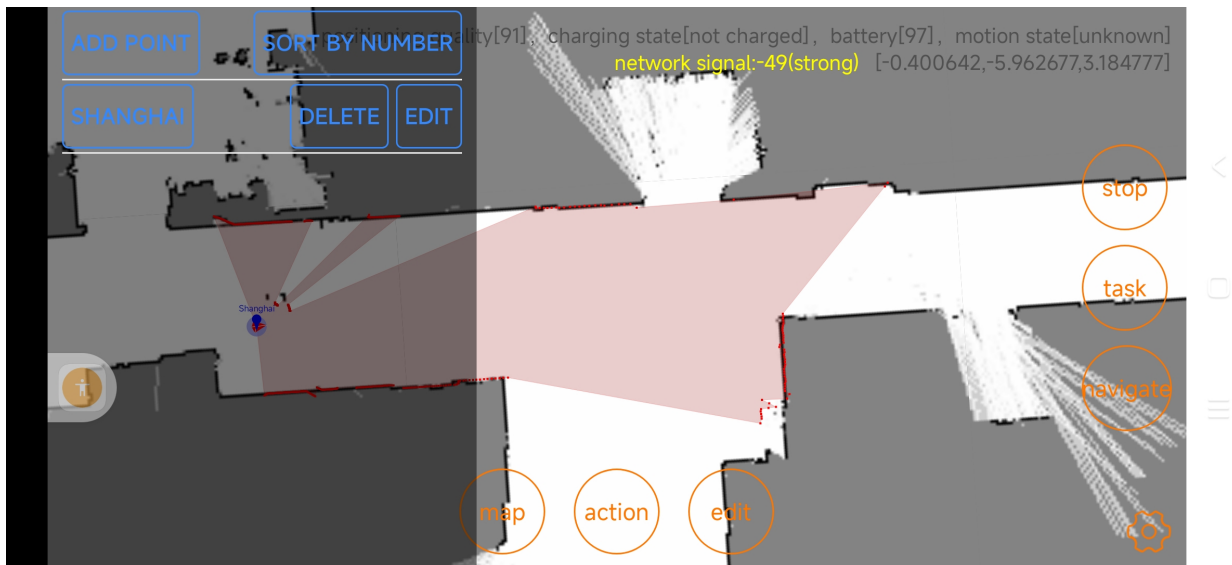 ADD POINT
SORT BY NUMBER
quality[91],  charging state[not charged],  battery[97],  motion state[unknown]
network signal:-49(strong)  [-0.400642,-5.962677,3.184777]
SHANGHAI
DELETE
EDIT
stop
task
Shanghai
navigate
map
action
edit